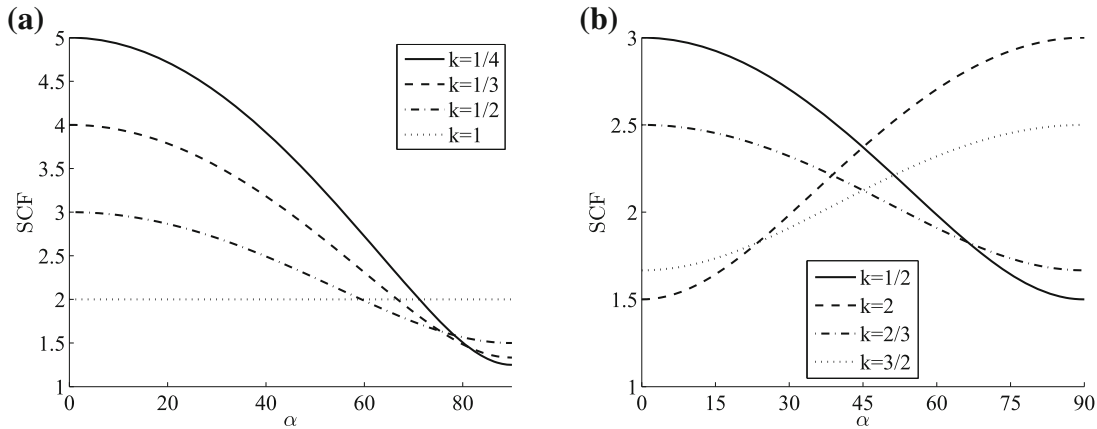 (a)
5
4.5
4
3.5
3
2.5
2
1.5
1
SCF
0 20 40 60 80
α
k=1/4
k=1/3
k=1/2
k=1
(b)
3
2.5
2
1.5
1
SCF
0 15 30 45 60 75 90
α
k=1/2
k=2
k=2/3
k=3/2